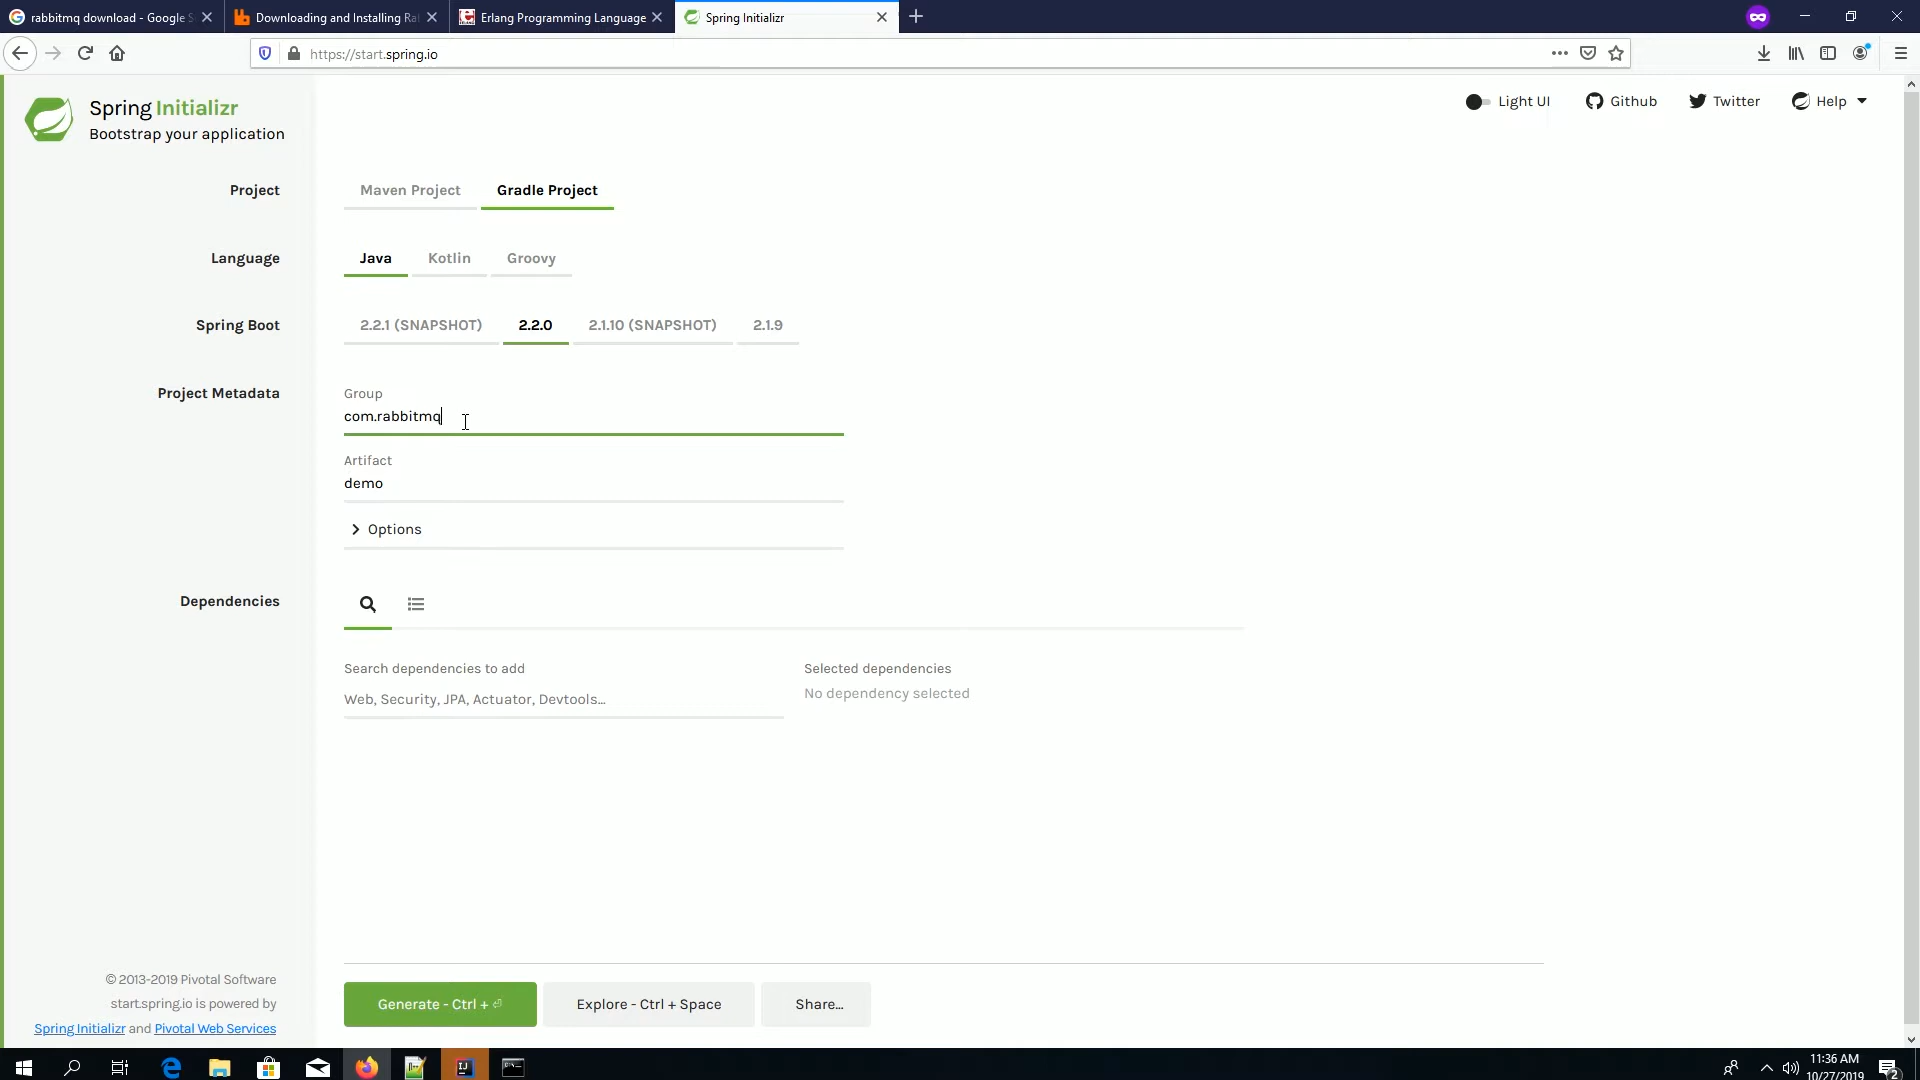 rabbitmq download - Google S
Downloading and Installing Ra
Erlang Programming Language
Spring Initializr
https://start.spring.io
Spring Initializr
Bootstrap your application
Light UI
Github
Twitter
Help
Project
Maven Project
Gradle Project
Language
Java
Kotlin
Groovy
Spring Boot
2.2.1 (SNAPSHOT)
2.2.0
2.1.10 (SNAPSHOT)
2.1.9
Project Metadata
Group
com.rabbitmq
Artifact
demo
Options
Dependencies
Search dependencies to add
Web, Security, JPA, Actuator, Devtools...
Selected dependencies
No dependency selected
© 2013-2019 Pivotal Software
start.spring.io is powered by
Spring Initializr and Pivotal Web Services
Generate - Ctrl + ⏎
Explore - Ctrl + Space
Share...
11:36 AM
10/27/2019
2